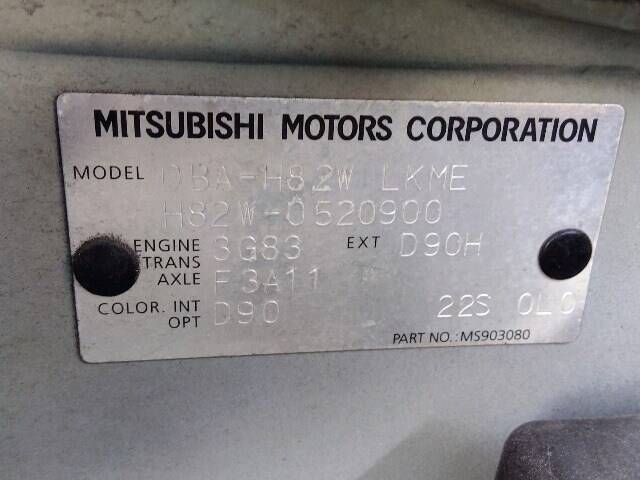 MITSUBISHI MOTORS CORPORATION
MODEL DBA-H82W LKME
H82W-0520900
ENGINE 3G83 EXT D90H
TRANS
AXLE F3A11
COLOR. INT D90 22S 0L0
OPT
PART NO.: MS903080